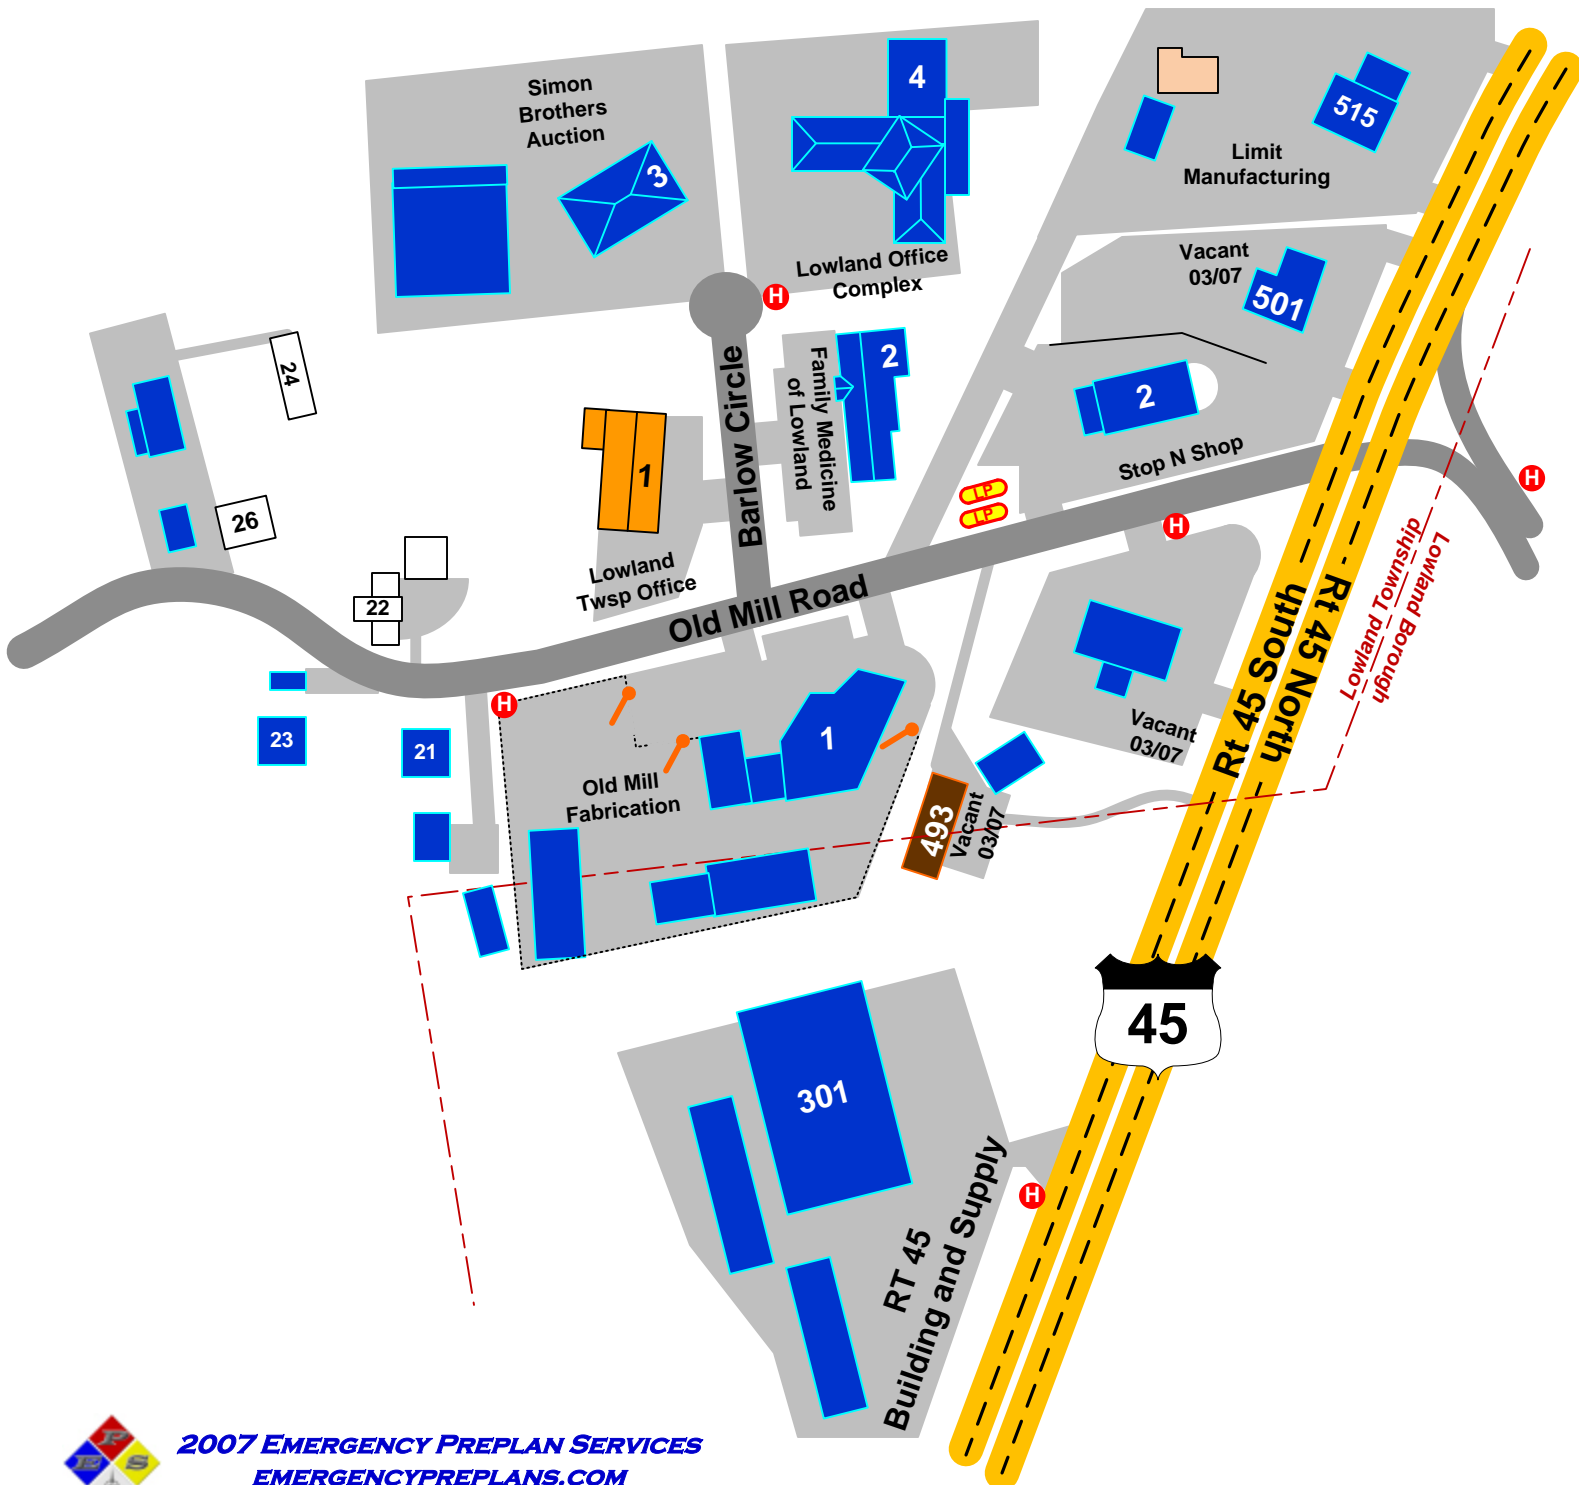 Simon
Brothers
Auction
3
4
Lowland Office
Complex
515
Limit
Manufacturing
Vacant
03/07
501
H
2
Family Medicine
of Lowland
Barlow Circle
2
Stop N Shop
24
26
22
1
Lowland
Twsp Office
LP
LP
H
H
Old Mill Road
Rt 45 South
Rt 45 North
Lowland Township
Lowland Borough
H
23
21
1
Old Mill
Fabrication
Vacant
03/07
493
Vacant
03/07
45
301
H
RT 45
Building and Supply
P
E
S
2007 Emergency Preplan Services
emergencypreplans.com